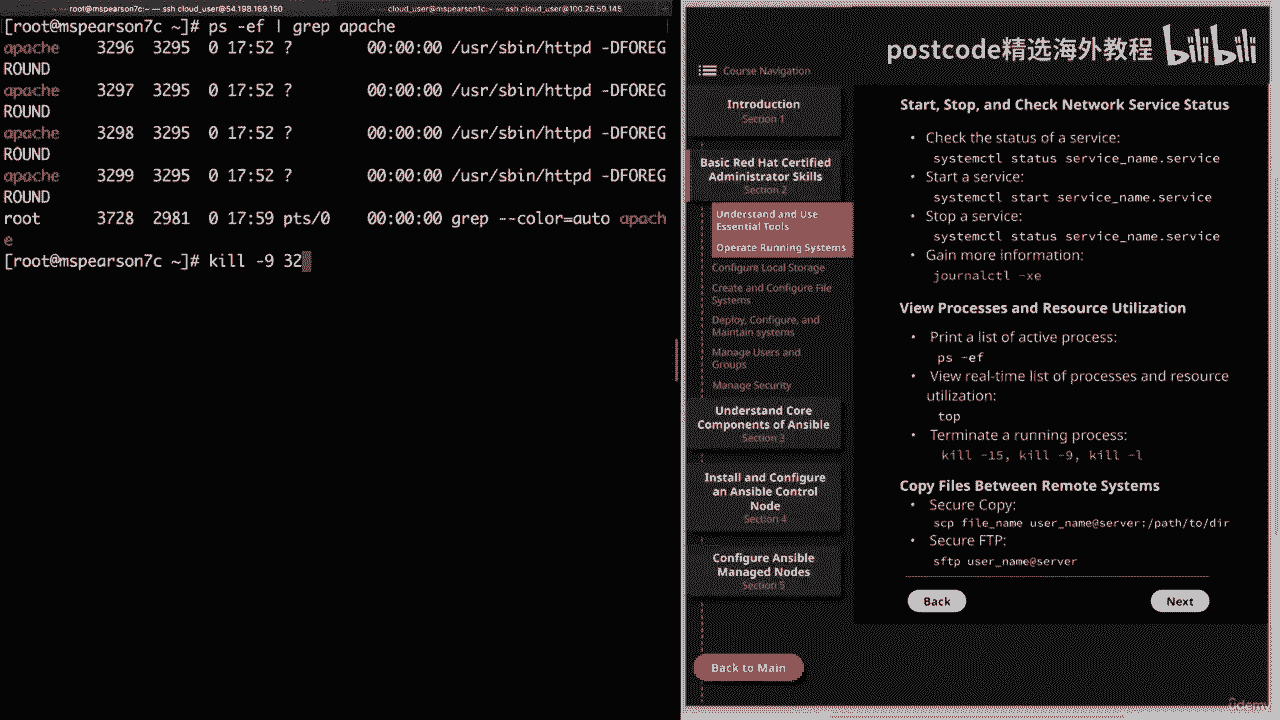 root@mspearson7c:~ — ssh cloud_user@54.198.169.150
cloud_user@mspearson1c:~ — ssh cloud_user@100.26.59.145
[root@mspearson7c ~]# ps -ef | grep apache
apache 3296 3295 0 17:52 ? 00:00:00 /usr/sbin/httpd -DFOREG
ROUND
apache 3297 3295 0 17:52 ? 00:00:00 /usr/sbin/httpd -DFOREG
ROUND
apache 3298 3295 0 17:52 ? 00:00:00 /usr/sbin/httpd -DFOREG
ROUND
apache 3299 3295 0 17:52 ? 00:00:00 /usr/sbin/httpd -DFOREG
ROUND
root 3728 2981 0 17:59 pts/0 00:00:00 grep --color=auto apach
e
[root@mspearson7c ~]# kill -9 32
postcode精选海外教程 bilibili
Course Navigation
Introduction
Section 1
Basic Red Hat Certified
Administrator Skills
Section 2
Understand and Use
Essential Tools
Operate Running Systems
Configure Local Storage
Create and Configure File
Systems
Deploy, Configure, and
Maintain systems
Manage Users and
Groups
Manage Security
Understand Core
Components of Ansible
Section 3
Install and Configure
an Ansible Control
Node
Section 4
Configure Ansible
Managed Nodes
Section 5
Back to Main
Start, Stop, and Check Network Service Status
• Check the status of a service:
systemctl status service_name.service
• Start a service:
systemctl start service_name.service
• Stop a service:
systemctl status service_name.service
• Gain more information:
journalctl -xe
View Processes and Resource Utilization
• Print a list of active process:
ps -ef
• View real-time list of processes and resource
utilization:
top
• Terminate a running process:
kill -15, kill -9, kill -l
Copy Files Between Remote Systems
• Secure Copy:
scp file_name user_name@server:/path/to/dir
• Secure FTP:
sftp user_name@server
Back
Next
ûdemy